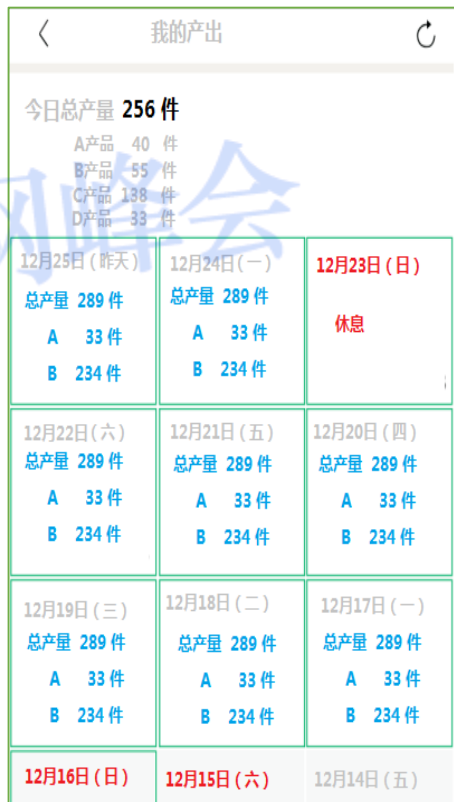 我的产出
今日总产量 256 件
A产品 40 件
B产品 55 件
C产品 138 件
D产品 33 件
网峰会
12月25日 ( 昨天 )
总产量 289 件
A 33 件
B 234 件
12月24日 ( 一 )
总产量 289 件
A 33 件
B 234 件
12月23日 ( 日 )
休息
12月22日 ( 六 )
总产量 289 件
A 33 件
B 234 件
12月21日 ( 五 )
总产量 289 件
A 33 件
B 234 件
12月20日 ( 四 )
总产量 289 件
A 33 件
B 234 件
12月19日 ( 三 )
总产量 289 件
A 33 件
B 234 件
12月18日 ( 二 )
总产量 289 件
A 33 件
B 234 件
12月17日 ( 一 )
总产量 289 件
A 33 件
B 234 件
12月16日 ( 日 )
12月15日 ( 六 )
12月14日 ( 五 )